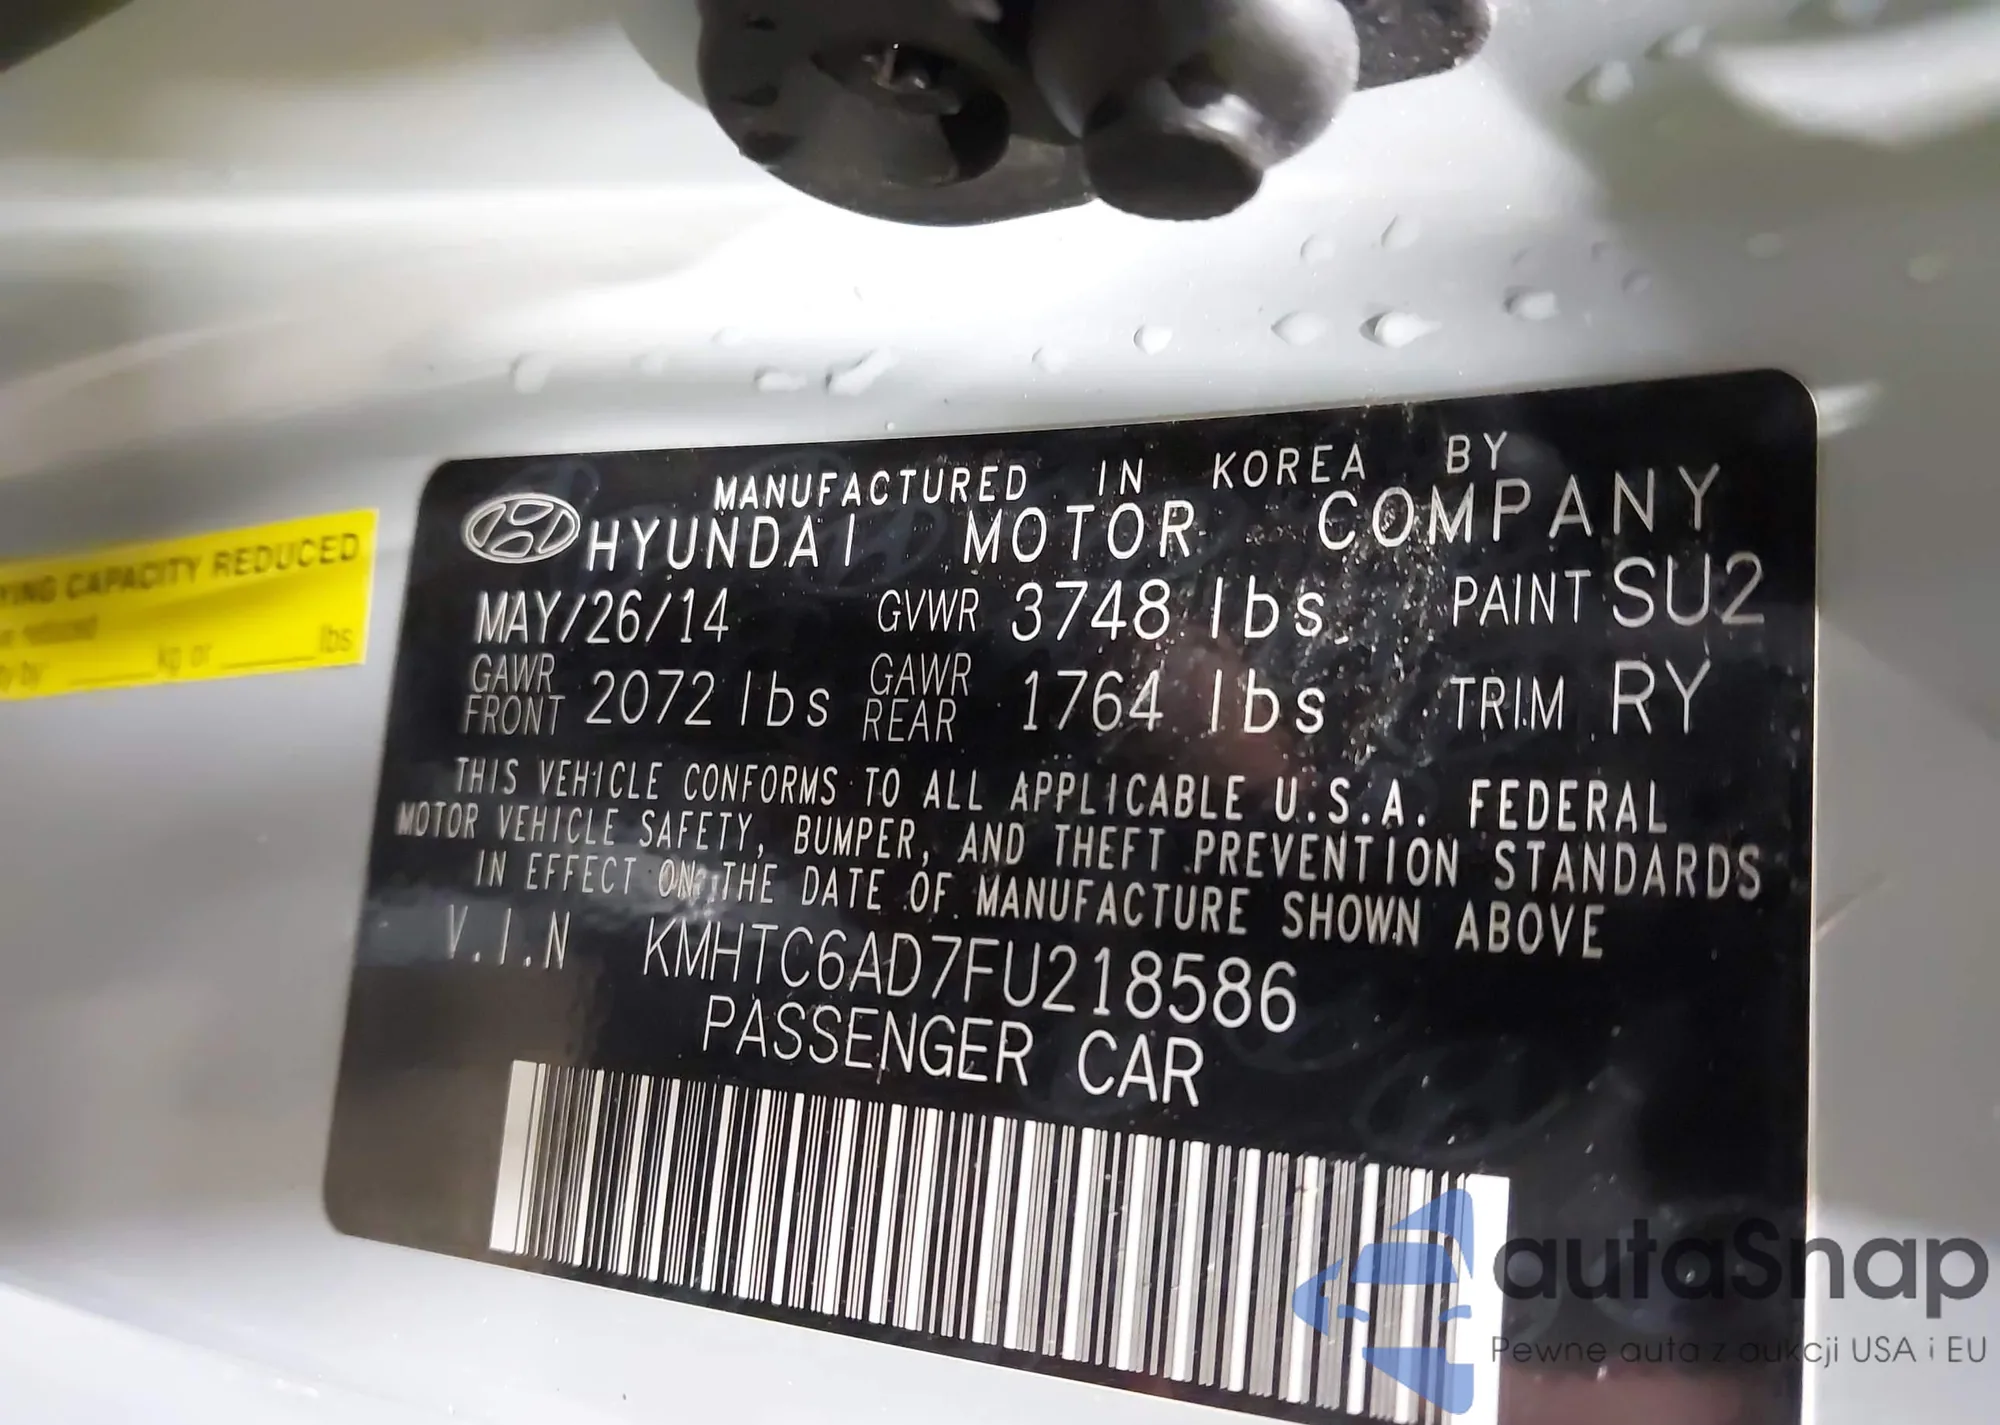 MANUFACTURED IN KOREA BY
HYUNDAI MOTOR COMPANY
MAY/26/14 GVWR 3748 lbs PAINT SU2
GAWR FRONT 2072 lbs GAWR REAR 1764 lbs TRIM RY
THIS VEHICLE CONFORMS TO ALL APPLICABLE U.S.A. FEDERAL
MOTOR VEHICLE SAFETY, BUMPER, AND THEFT PREVENTION STANDARDS
IN EFFECT ON THE DATE OF MANUFACTURE SHOWN ABOVE
V.I.N KMHTC6AD7FU218586
PASSENGER CAR
CAPACITY REDUCED
kg or lbs
autaSnap
Pewne auta z aukcji USA i EU